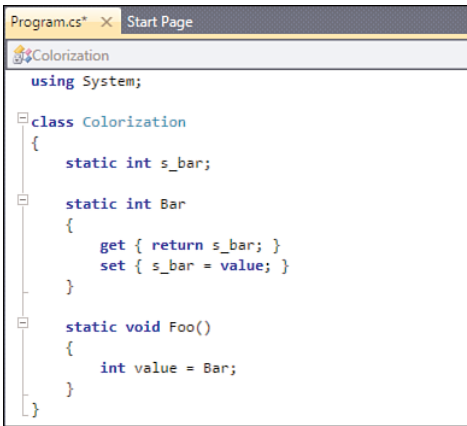 Program.cs* × Start Page
Colorization
using System;
class Colorization
{
    static int s_bar;
    static int Bar
    {
        get { return s_bar; }
        set { s_bar = value; }
    }
    static void Foo()
    {
        int value = Bar;
    }
}